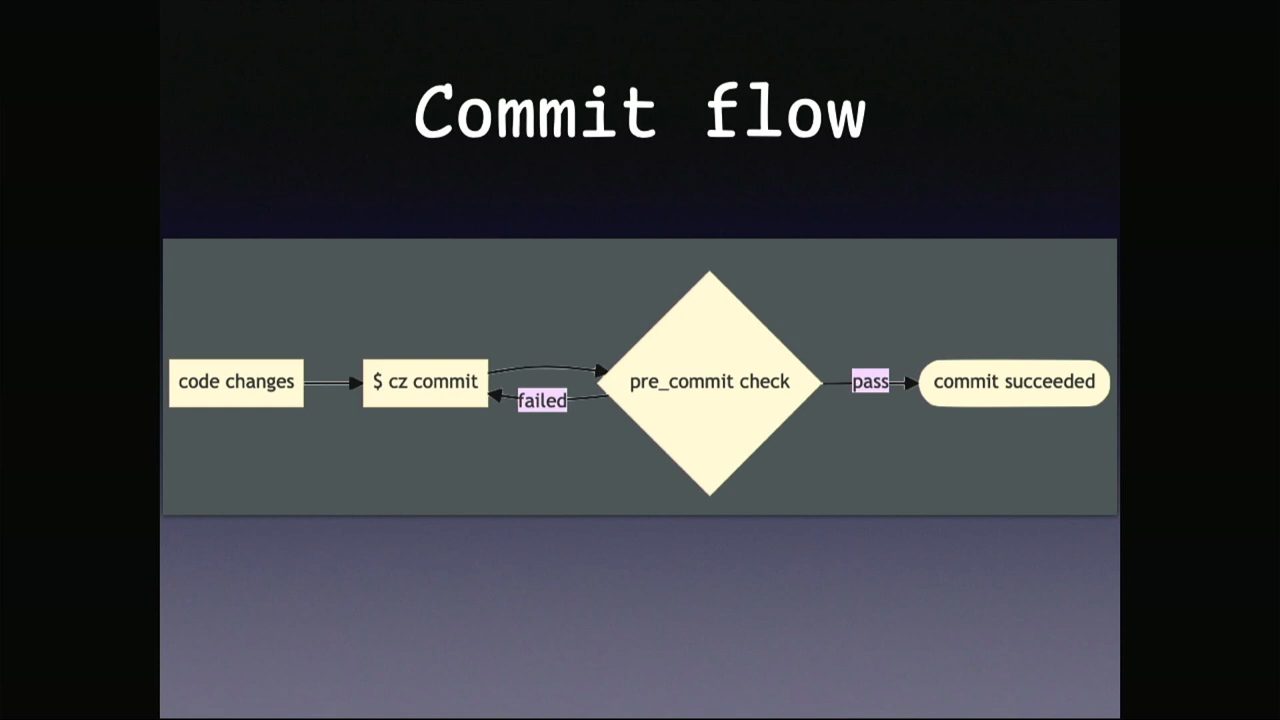 Commit flow
code changes
$ cz commit
failed
pre_commit check
pass
commit succeeded